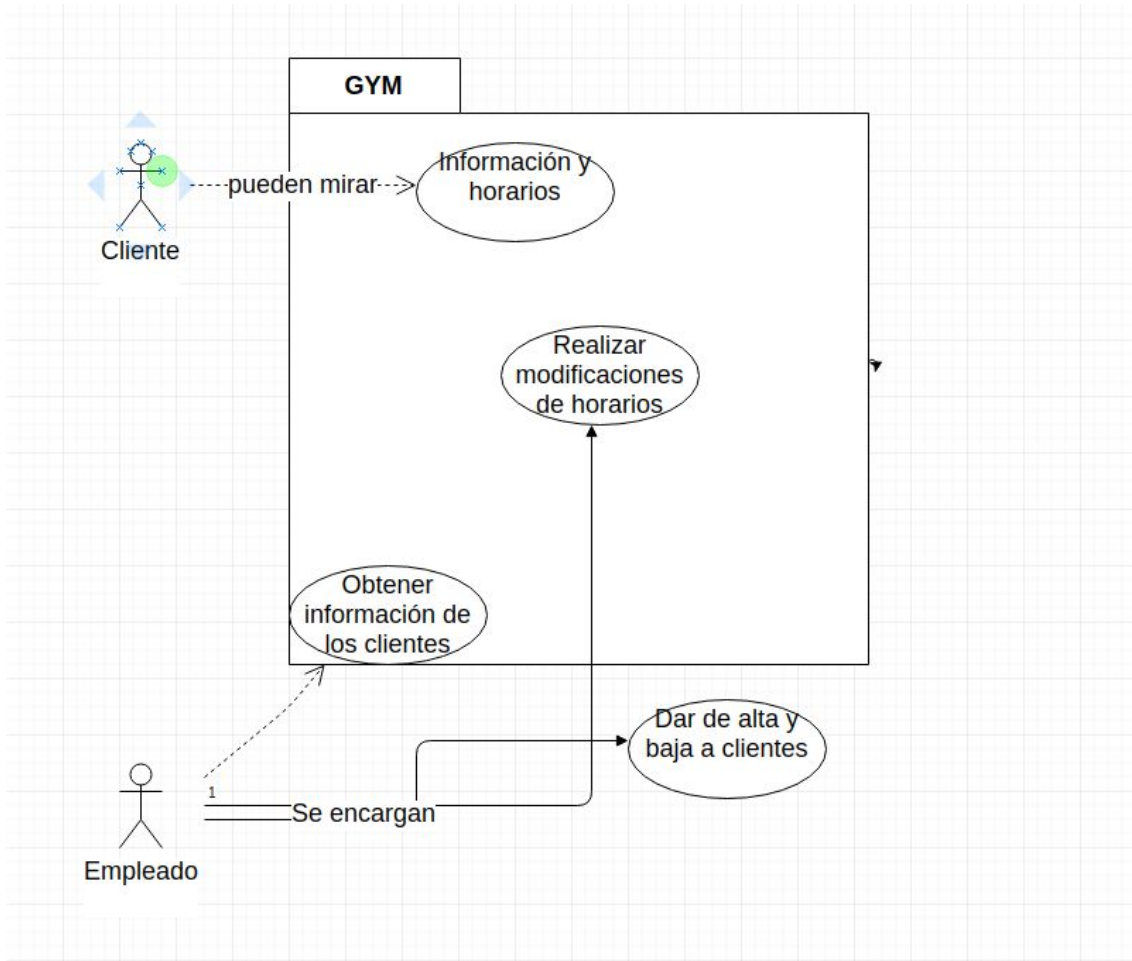 GYM
Información y
horarios
pueden mirar
Cliente
Realizar
modificaciones
de horarios
Obtener
información de
los clientes
Dar de alta y
baja a clientes
1
Se encargan
Empleado